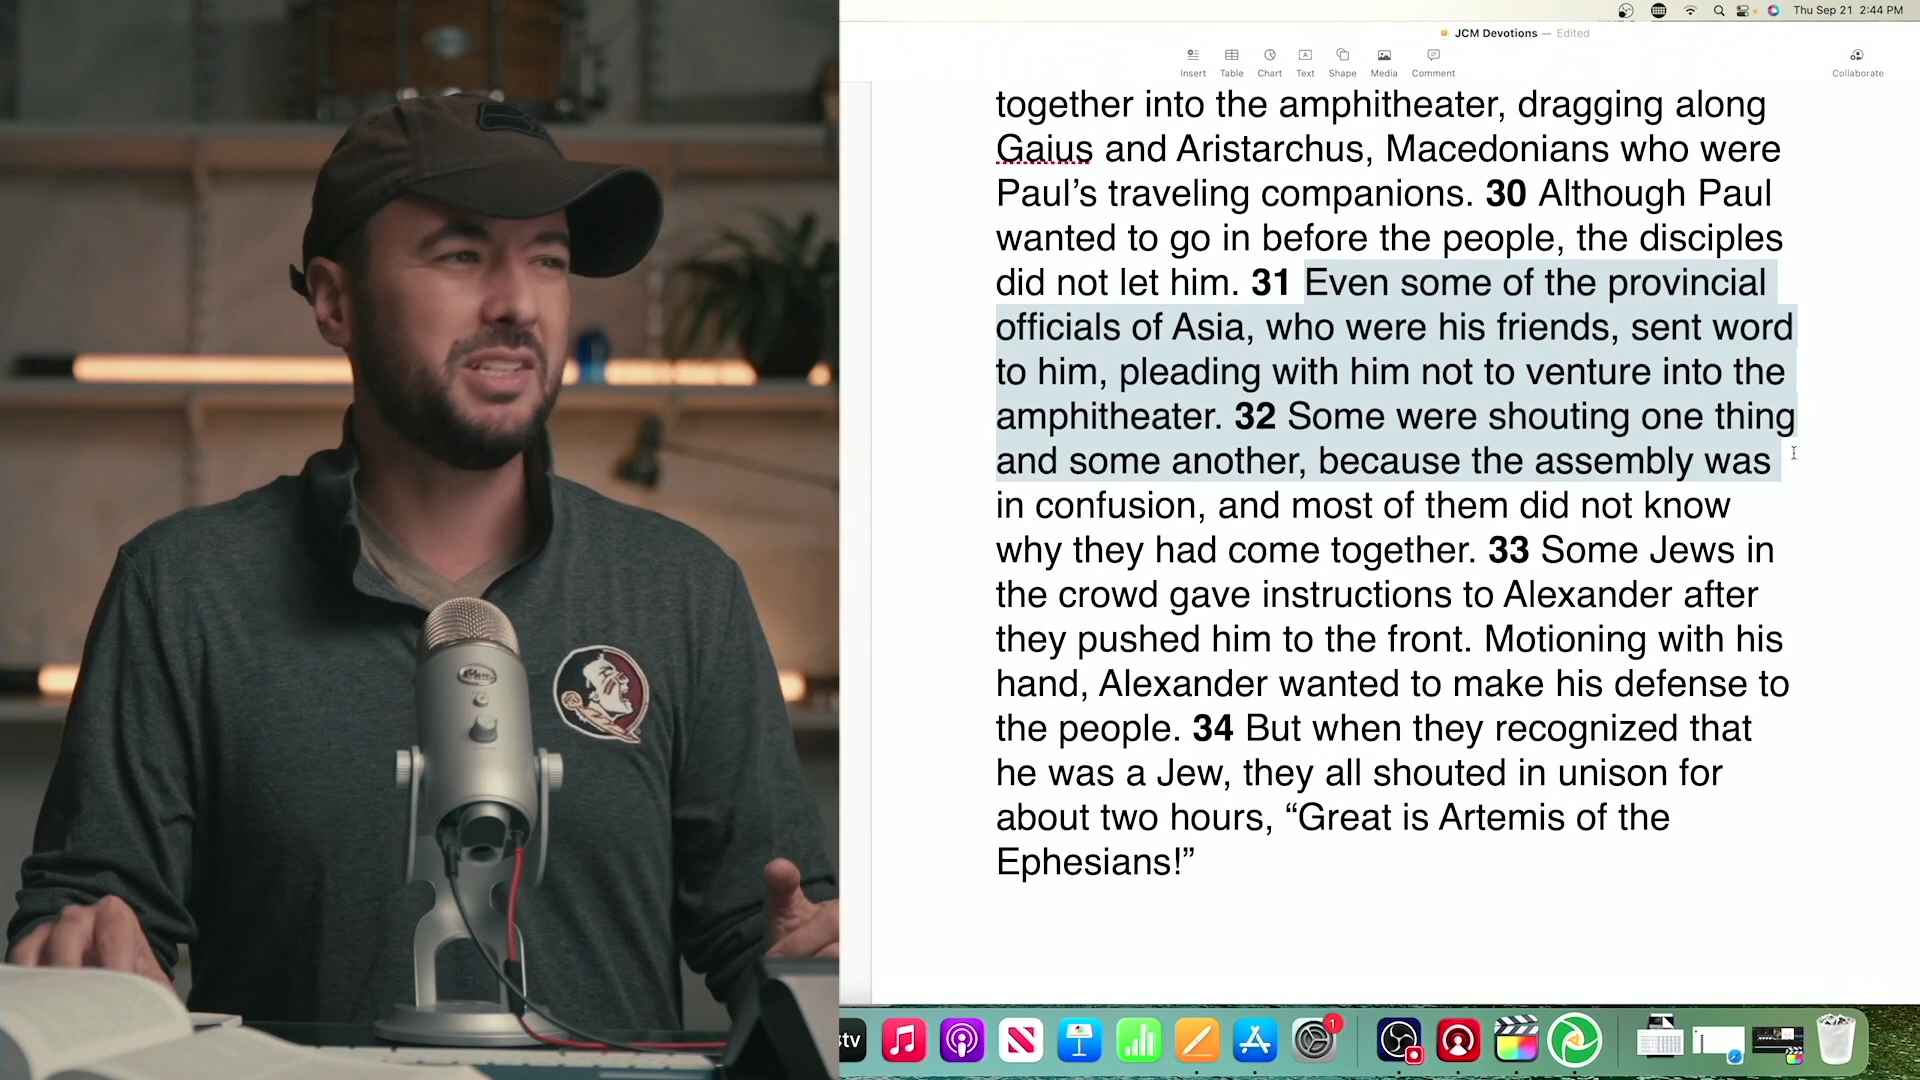 Thu Sep 21 2:44 PM
JCM Devotions — Edited
Insert Table Chart Text Shape Media Comment Collaborate
together into the amphitheater, dragging along
Gaius and Aristarchus, Macedonians who were
Paul’s traveling companions. 30 Although Paul
wanted to go in before the people, the disciples
did not let him. 31 Even some of the provincial
officials of Asia, who were his friends, sent word
to him, pleading with him not to venture into the
amphitheater. 32 Some were shouting one thing
and some another, because the assembly was
in confusion, and most of them did not know
why they had come together. 33 Some Jews in
the crowd gave instructions to Alexander after
they pushed him to the front. Motioning with his
hand, Alexander wanted to make his defense to
the people. 34 But when they recognized that
he was a Jew, they all shouted in unison for
about two hours, “Great is Artemis of the
Ephesians!”
tv
1